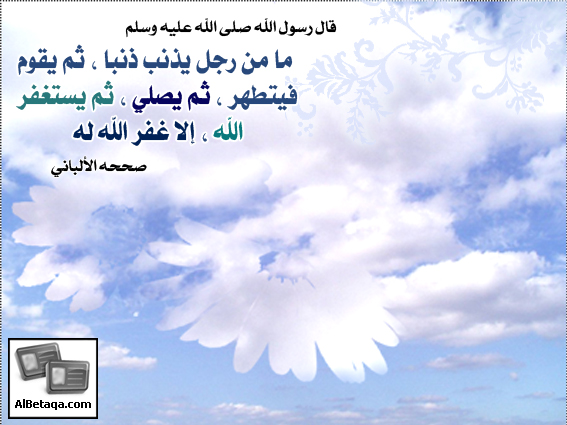 قال رسول الله صلى الله عليه وسلم
ما من رجل يذنب ذنبا ، ثم يقوم
فيتطهر ، ثم يصلي ، ثم يستغفر
الله ، إلا غفر الله له
صححه الألباني
AlBetaqa.com